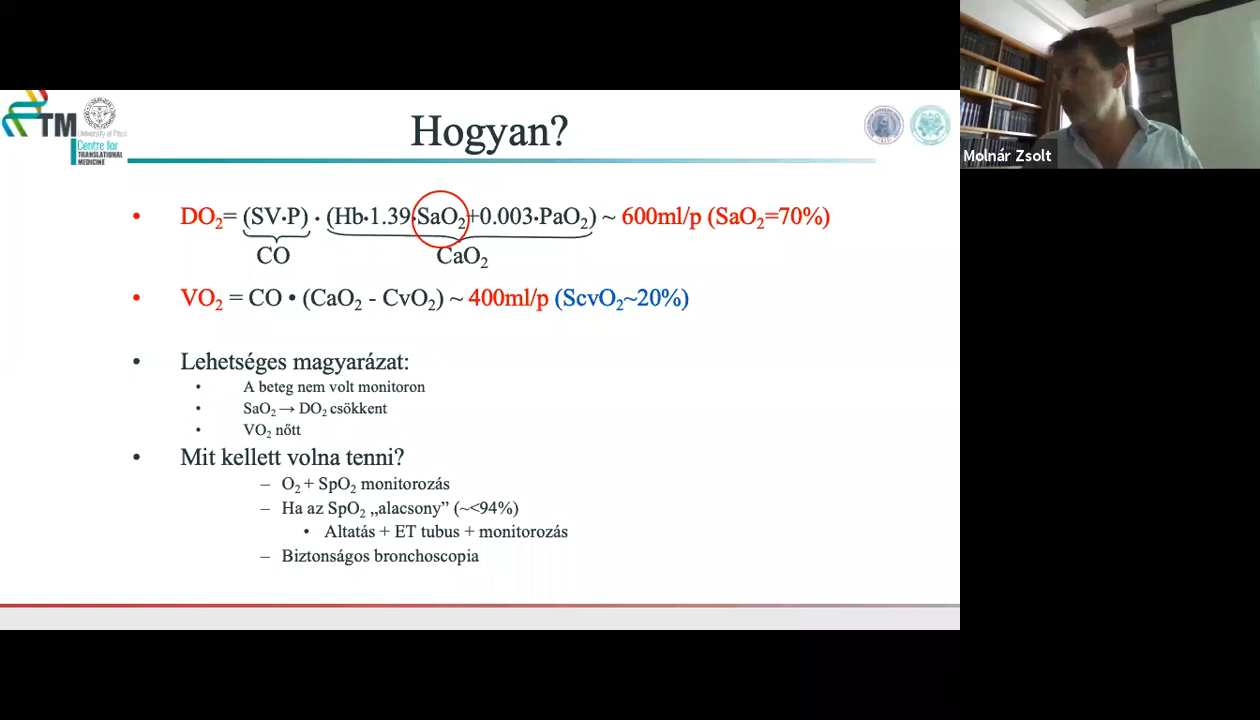 TM
University of Pécs
Centre for
TRANSLATIONAL
MEDICINE
Hogyan?
Molnár Zsolt
• DO₂= (SV·P) · (Hb·1.39·SaO₂+0.003·PaO₂) ~ 600ml/p (SaO₂=70%)
CO CaO₂
• VO₂ = CO • (CaO₂ - CvO₂) ~ 400ml/p (ScvO₂~20%)
• Lehetséges magyarázat:
• A beteg nem volt monitoron
• SaO₂ → DO₂ csökkent
• VO₂ nőtt
• Mit kellett volna tenni?
– O₂ + SpO₂ monitorozás
– Ha az SpO₂ „alacsony” (~<94%)
• Altatás + ET tubus + monitorozás
– Biztonságos bronchoscopia